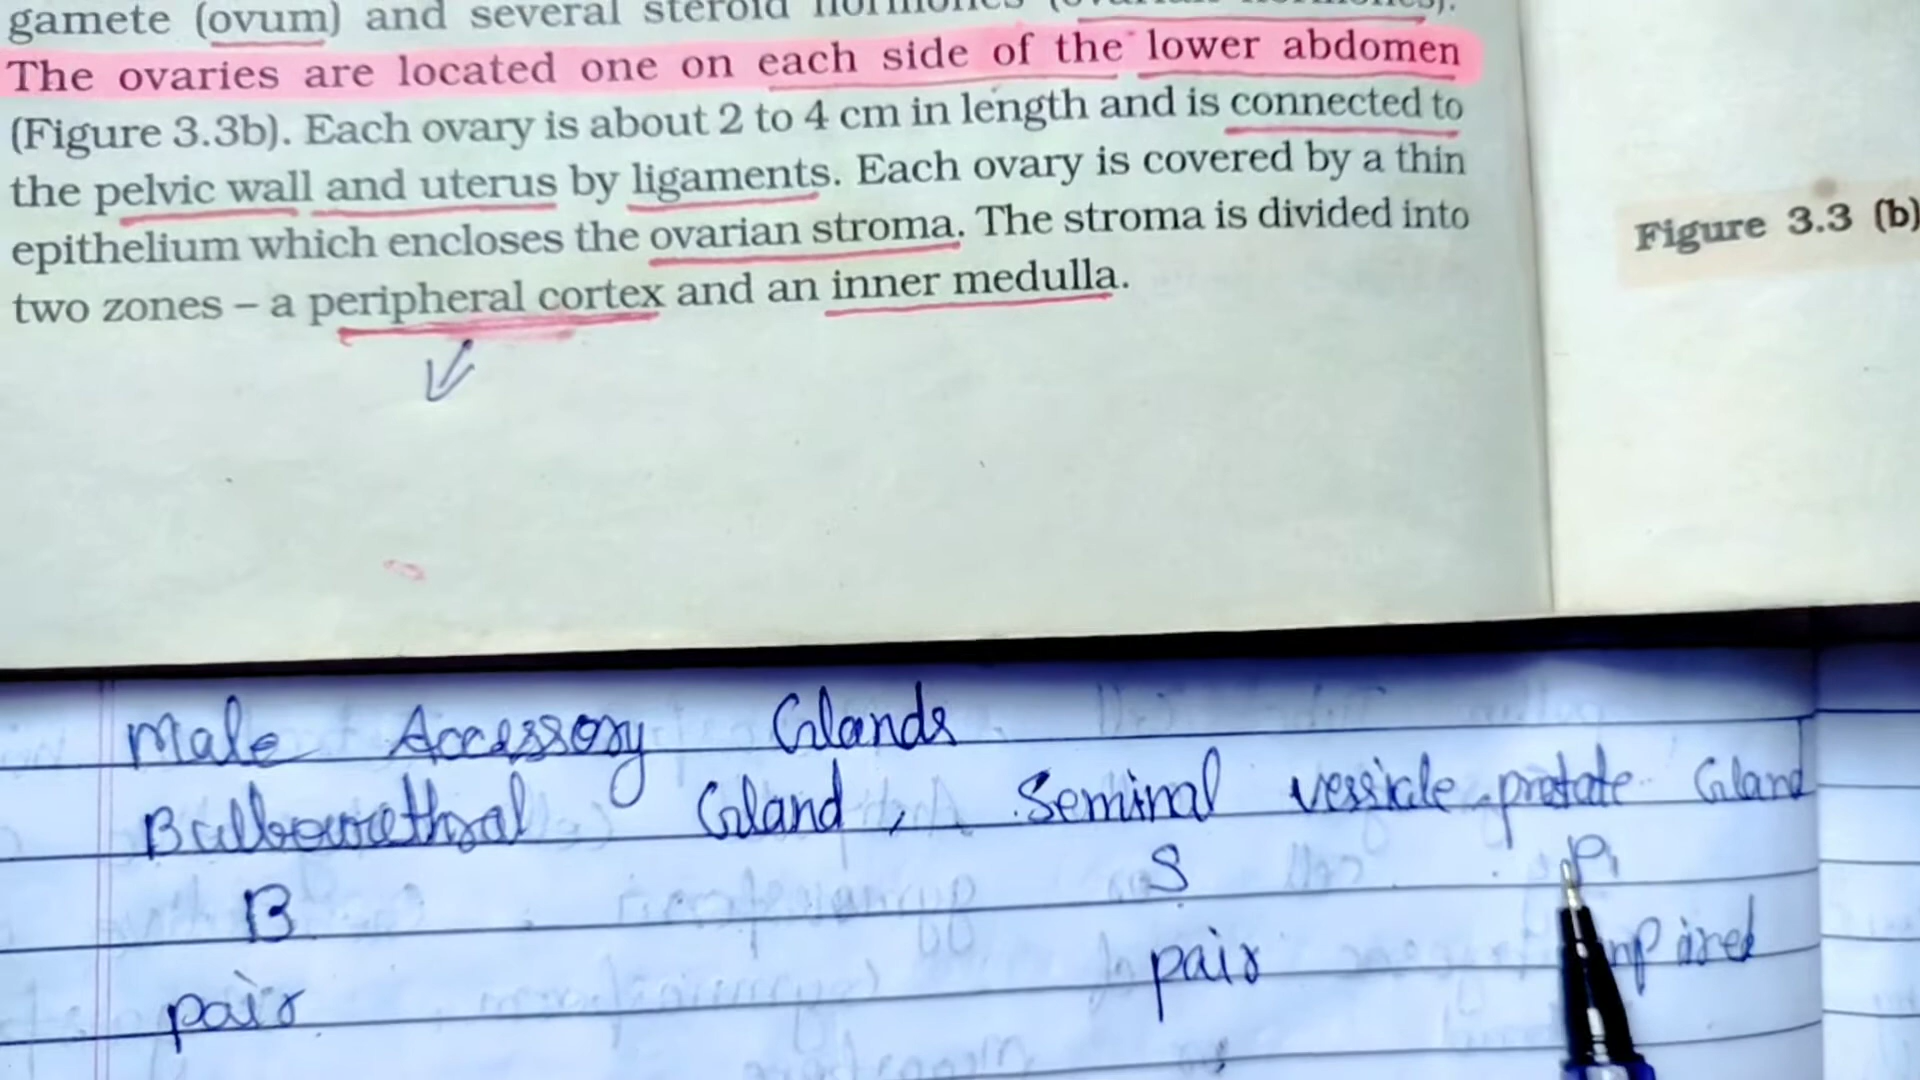 gamete (ovum) and several steroid hormones (ovarian hormones).
The ovaries are located one on each side of the lower abdomen
(Figure 3.3b). Each ovary is about 2 to 4 cm in length and is connected to
the pelvic wall and uterus by ligaments. Each ovary is covered by a thin
epithelium which encloses the ovarian stroma. The stroma is divided into
two zones – a peripheral cortex and an inner medulla.
Figure 3.3 (b)
Male Accessory Glands
Bulbourethral Gland, Seminal vessicle protate Gland
B S P
pair pair